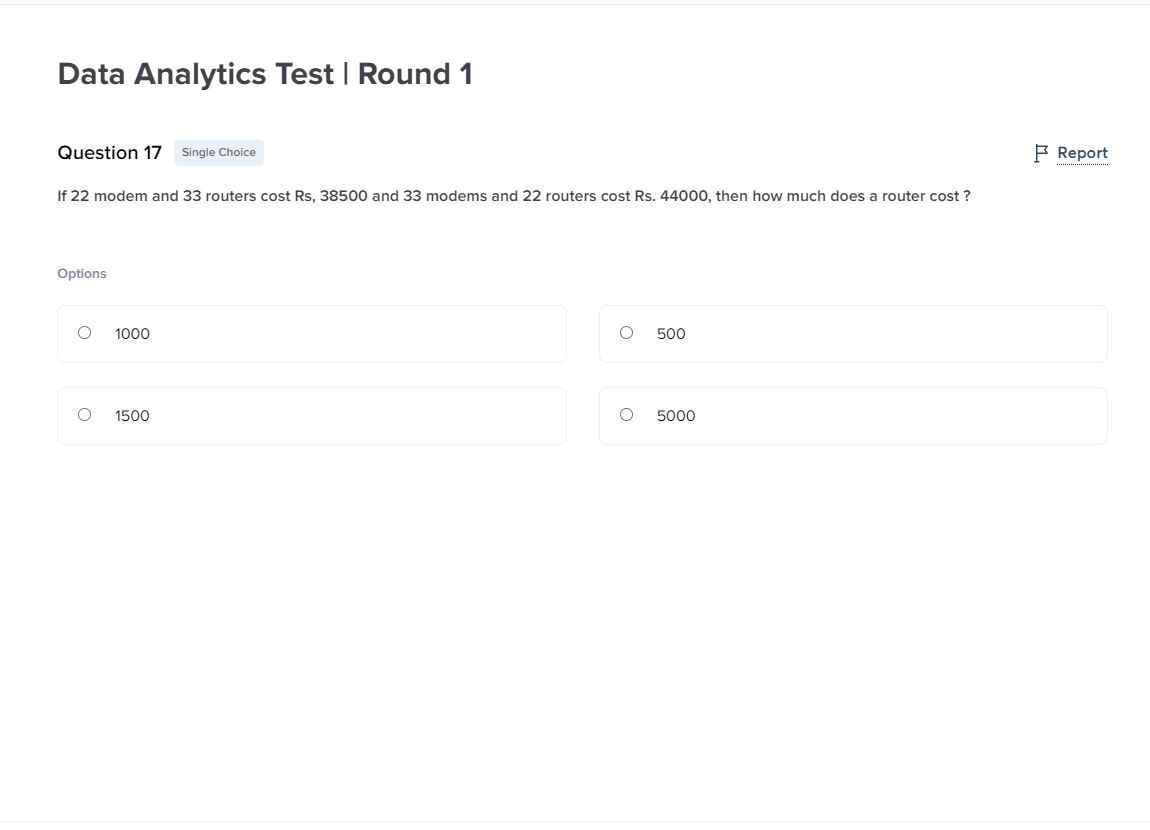 Data Analytics Test | Round 1
Question 17
Single Choice
Report
If 22 modem and 33 routers cost Rs, 38500 and 33 modems and 22 routers cost Rs. 44000, then how much does a router cost ?
Options
1000
500
1500
5000